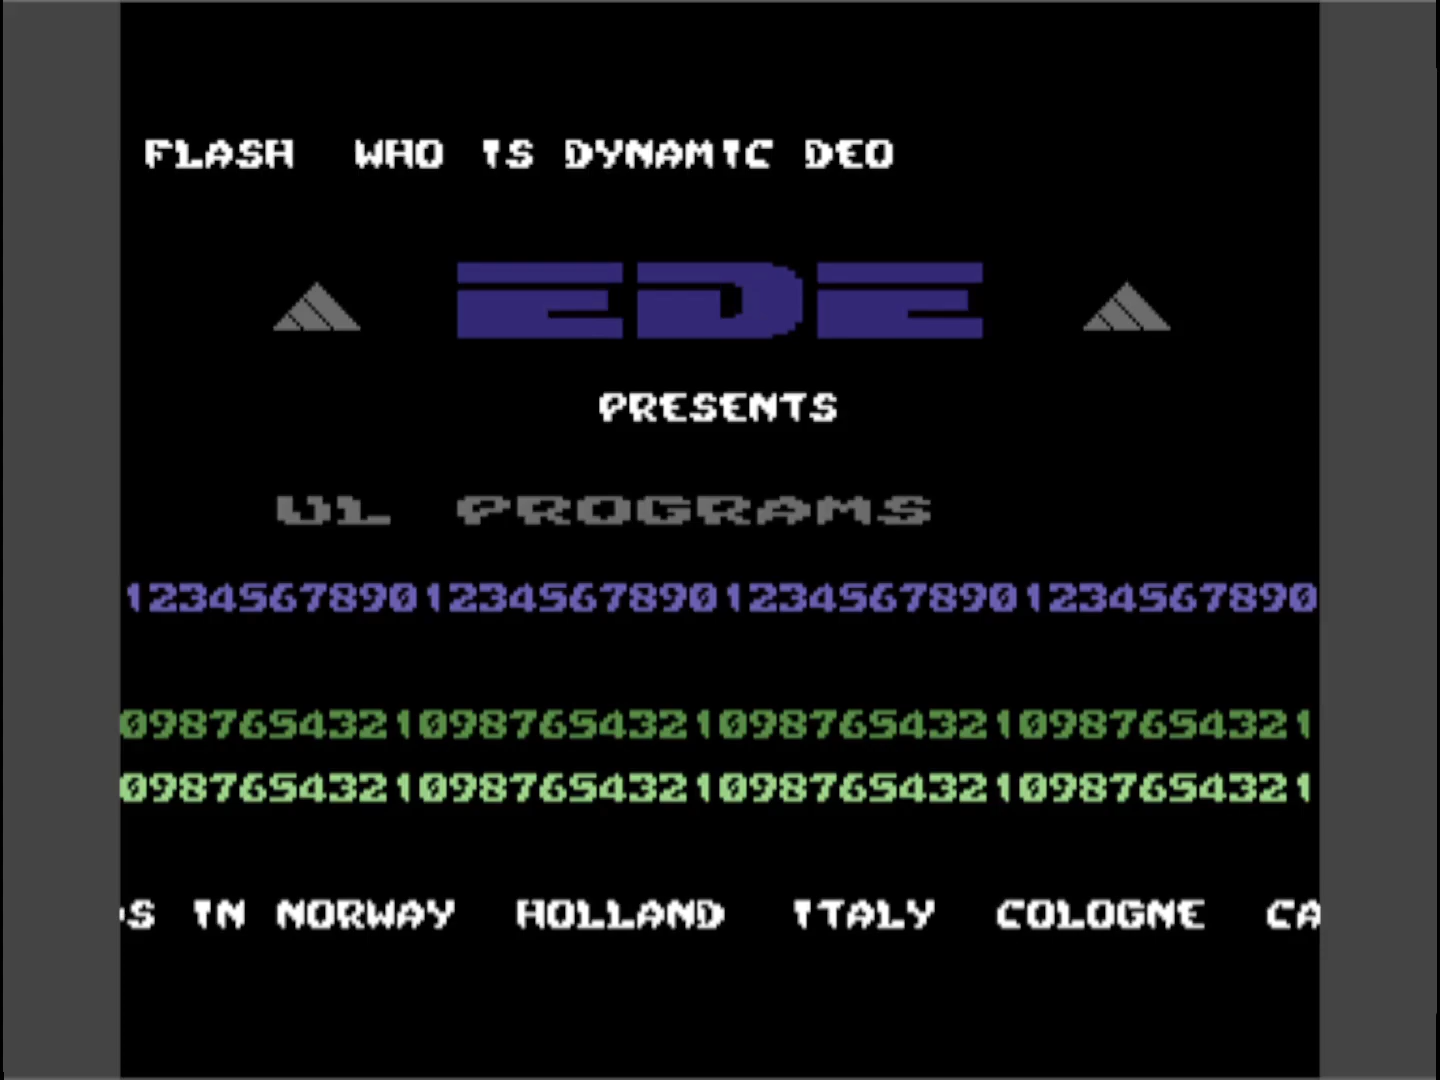 FLASH WHO IS DYNAMIC DEO
EDE
PRESENTS
UL PROGRAMS
1234567890123456789012345678901234567890
0987654321098765432109876543210987654321
0987654321098765432109876543210987654321
S IN NORWAY HOLLAND ITALY COLOGNE CA